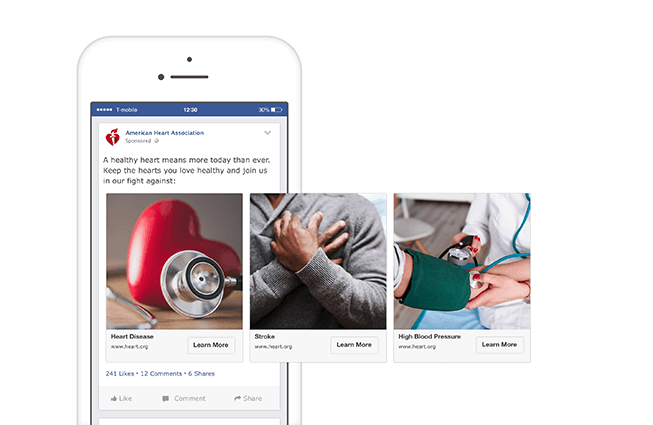 T-mobile 12:30 30%
American Heart Association
Sponsored
A healthy heart means more today than ever.
Keep the hearts you love healthy and join us
in our fight against:
Heart Disease
www.heart.org
Learn More
Stroke
www.heart.org
Learn More
High Blood Pressure
www.heart.org
Learn More
241 Likes • 12 Comments • 6 Shares
Like Comment Share